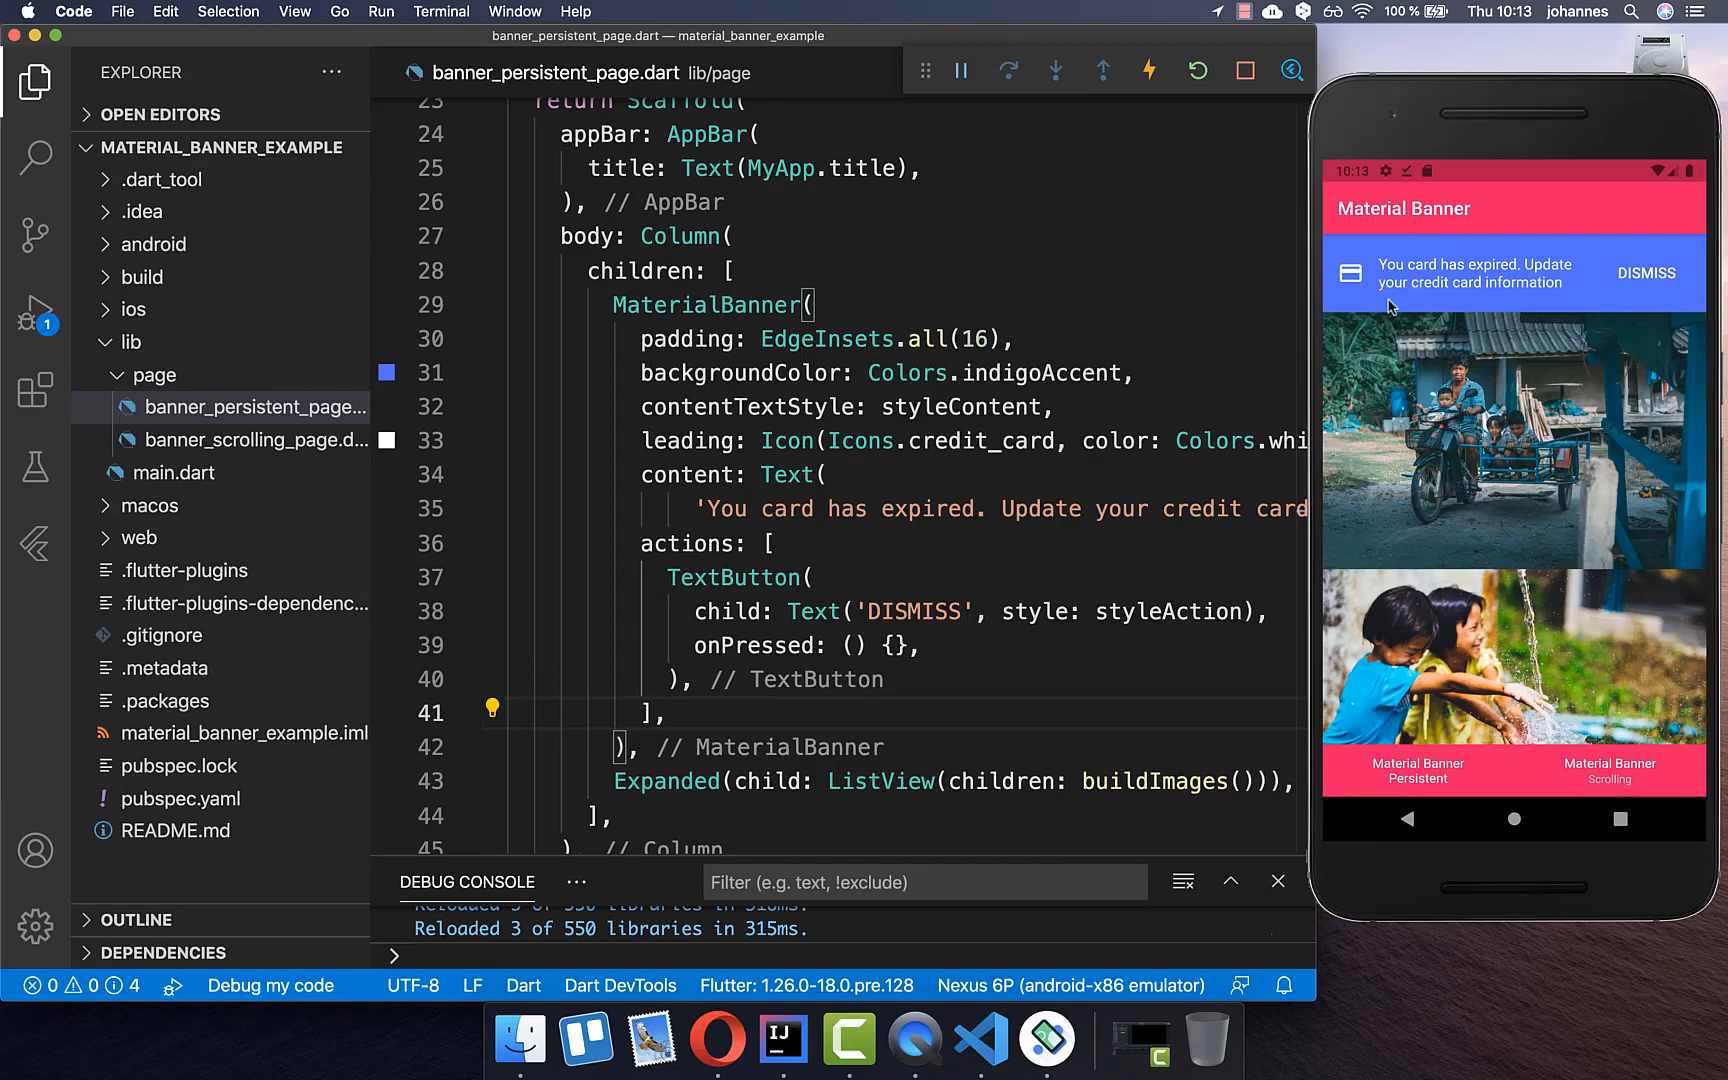 Code File Edit Selection View Go Run Terminal Window Help 100 % Thu 10:13 johannes
banner_persistent_page.dart — material_banner_example
EXPLORER
banner_persistent_page.dart lib/page
OPEN EDITORS
MATERIAL_BANNER_EXAMPLE
.dart_tool
.idea
android
build
ios
lib
page
banner_persistent_page...
banner_scrolling_page.d...
main.dart
macos
web
.flutter-plugins
.flutter-plugins-dependenc...
.gitignore
.metadata
.packages
material_banner_example.iml
pubspec.lock
pubspec.yaml
README.md
OUTLINE
DEPENDENCIES
1
23 return Scaffold(
24 appBar: AppBar(
25 title: Text(MyApp.title),
26 ), // AppBar
27 body: Column(
28 children: [
29 MaterialBanner(
30 padding: EdgeInsets.all(16),
31 backgroundColor: Colors.indigoAccent,
32 contentTextStyle: styleContent,
33 leading: Icon(Icons.credit_card, color: Colors.whi
34 content: Text(
35 'You card has expired. Update your credit card
36 actions: [
37 TextButton(
38 child: Text('DISMISS', style: styleAction),
39 onPressed: () {},
40 ), // TextButton
41 ],
42 ), // MaterialBanner
43 Expanded(child: ListView(children: buildImages())),
44 ],
45 ), // Column
DEBUG CONSOLE
Filter (e.g. text, !exclude)
Reloaded 3 of 550 libraries in 315ms.
0 0 4 Debug my code UTF-8 LF Dart Dart DevTools Flutter: 1.26.0-18.0.pre.128 Nexus 6P (android-x86 emulator)
10:13
Material Banner
You card has expired. Update
your credit card information
DISMISS
Material Banner
Persistent
Material Banner
Scrolling
IJ